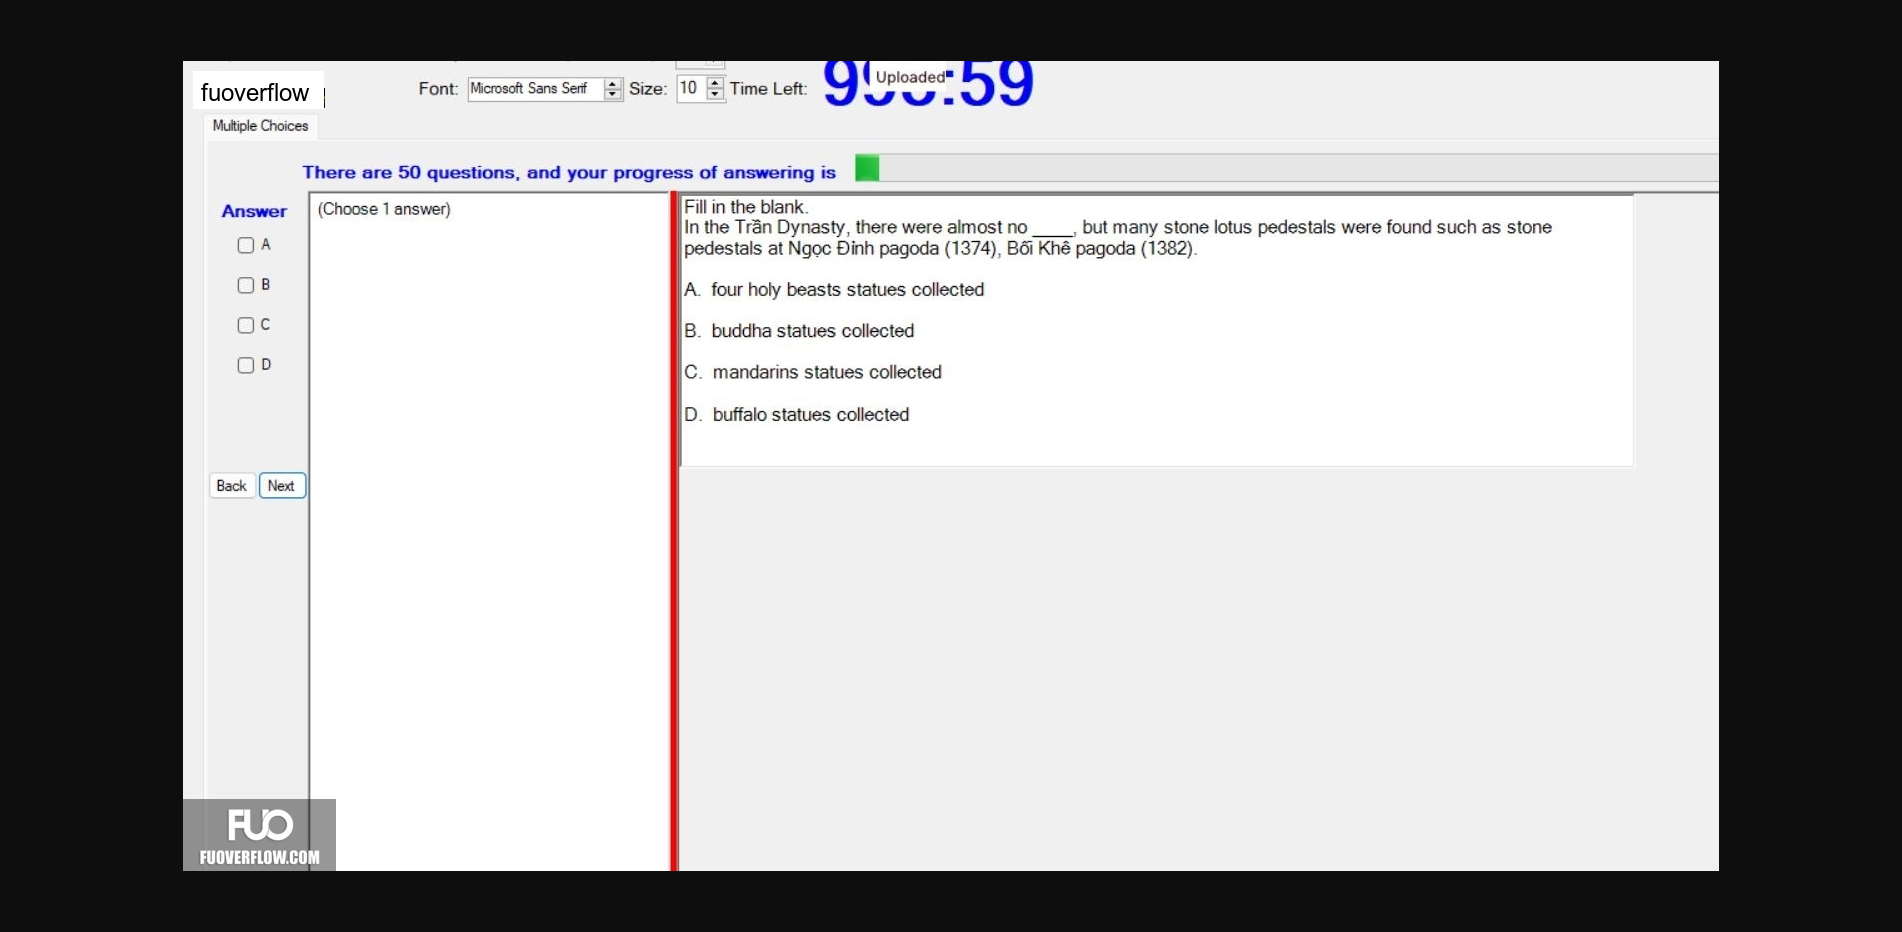 fuoverflow
Font: Microsoft Sans Serif Size: 10 Time Left:
Uploaded
Multiple Choices
There are 50 questions, and your progress of answering is
Answer
(Choose 1 answer)
A
B
C
D
Back Next
Fill in the blank.
In the Trần Dynasty, there were almost no ____, but many stone lotus pedestals were found such as stone
pedestals at Ngọc Đình pagoda (1374), Bối Khê pagoda (1382).
A. four holy beasts statues collected
B. buddha statues collected
C. mandarins statues collected
D. buffalo statues collected
FUO
FUOVERFLOW.COM